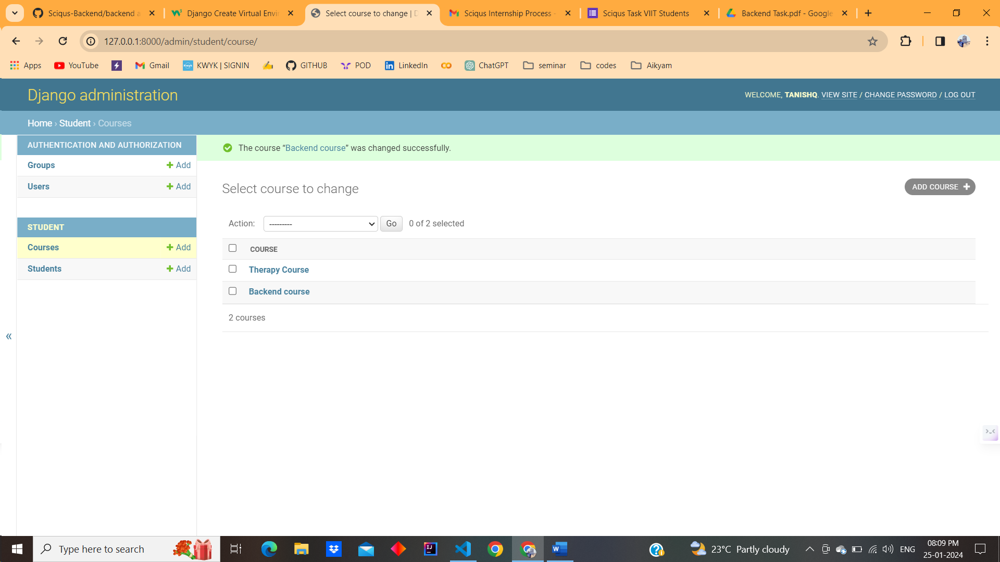 Sciqus-Backend/backend a
Django Create Virtual Envir
Select course to change | D
Sciqus Internship Process -
Sciqus Task VIIT Students
Backend Task.pdf - Google
127.0.0.1:8000/admin/student/course/
Apps YouTube Gmail KWYK | SIGNIN GITHUB POD LinkedIn ChatGPT seminar codes Aikyam
Django administration
WELCOME, TANISHQ. VIEW SITE / CHANGE PASSWORD / LOG OUT
Home › Student › Courses
AUTHENTICATION AND AUTHORIZATION
Groups + Add
Users + Add
STUDENT
Courses + Add
Students + Add
«
The course “Backend course” was changed successfully.
Select course to change
ADD COURSE +
Action: --------- Go 0 of 2 selected
COURSE
Therapy Course
Backend course
2 courses
Type here to search
23°C Partly cloudy
ENG
08:09 PM
25-01-2024